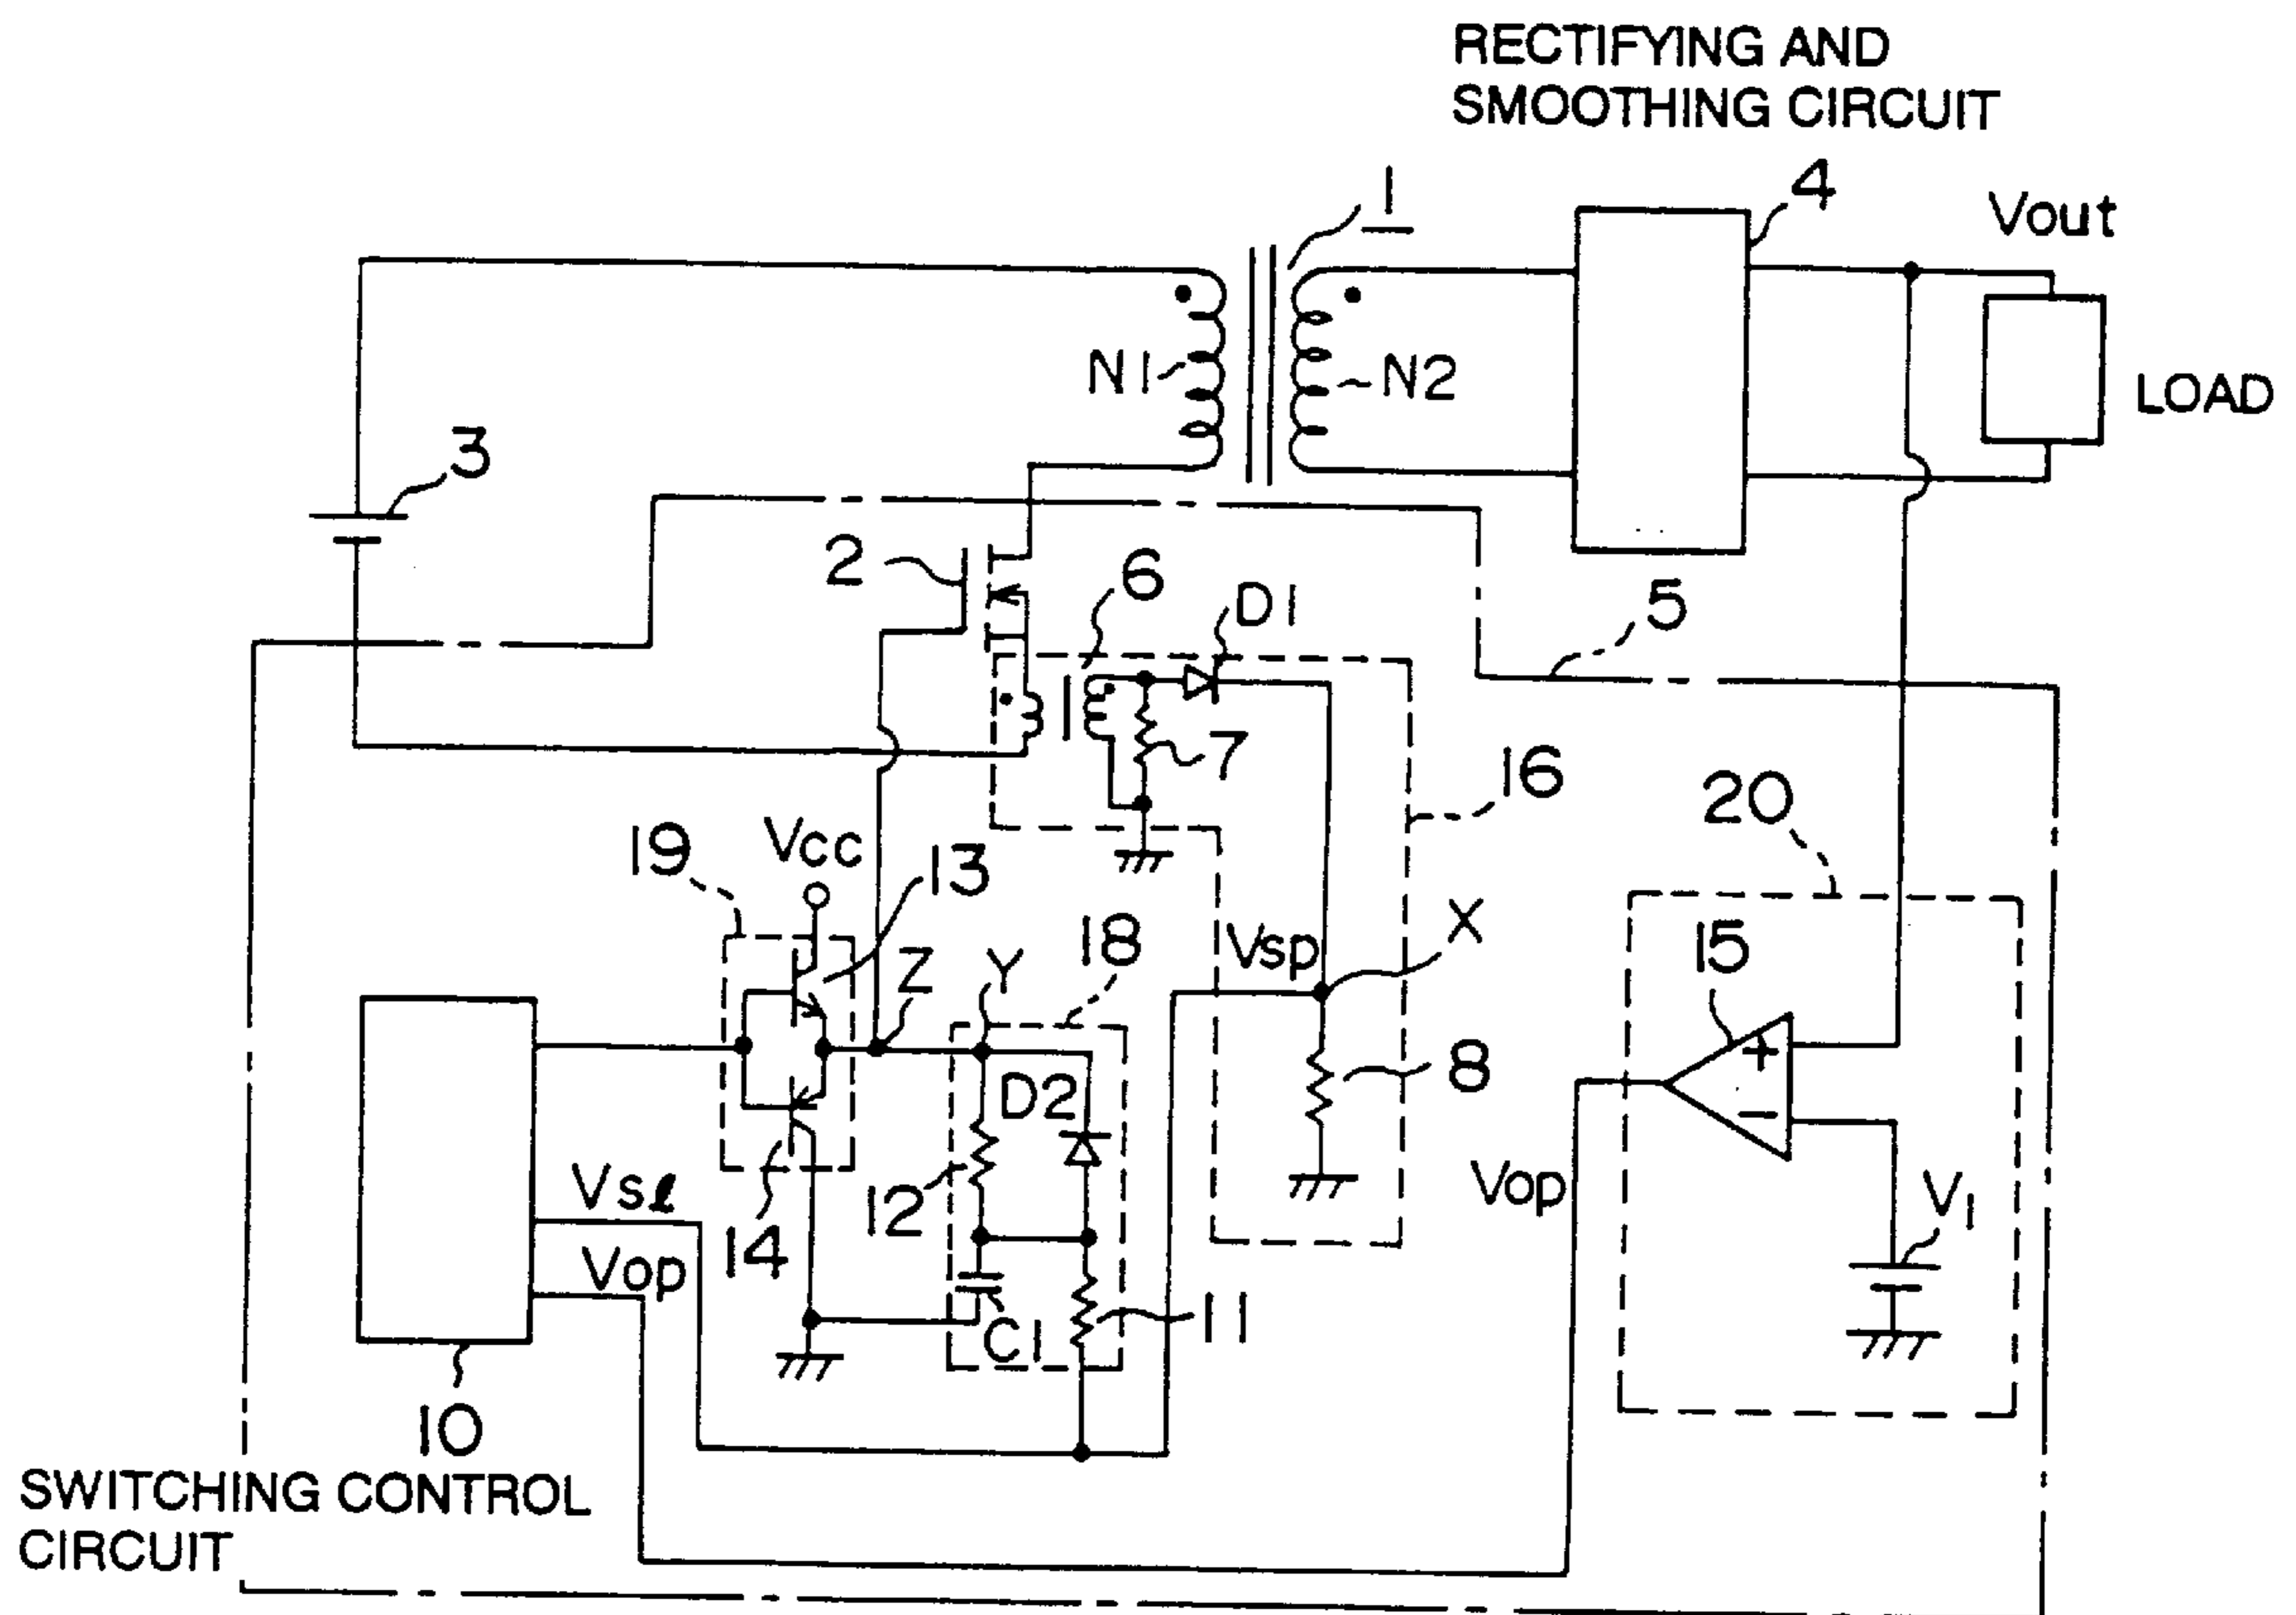 RECTIFYING AND
SMOOTHING CIRCUIT
1
4
Vout
N1
N2
LOAD
3
2
6
D1
5
7
16
20
19
Vcc
13
18
X
Vsp
15
Z
Y
8
D2
Vsℓ
12
Vop
V1
14
Vop
C1
11
10
SWITCHING CONTROL
CIRCUIT